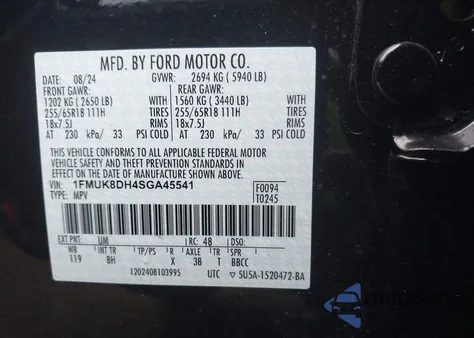 MFD. BY FORD MOTOR CO.
DATE: 08/24 GVWR: 2694 KG ( 5940 LB)
FRONT GAWR: REAR GAWR:
1202 KG ( 2650 LB) WITH 1560 KG ( 3440 LB) WITH
255/65R18 111H TIRES 255/65R18 111H TIRES
18x7.5J RIMS 18x7.5J RIMS
AT 230 kPa/ 33 PSI COLD AT 230 kPa/ 33 PSI COLD
THIS VEHICLE CONFORMS TO ALL APPLICABLE FEDERAL MOTOR
VEHICLE SAFETY AND THEFT PREVENTION STANDARDS IN
EFFECT ON THE DATE OF MANUFACTURE SHOWN ABOVE.
VIN: 1FMUK8DH4SGA45541
TYPE: MPV
F0094
T0245
EXT PNT: UM RC: 48 DSO:
WB INT TR TP/PS R AX TR
119 8H X 3B T BBCC
1202408103995 UTC 5U5A-1520472-BA